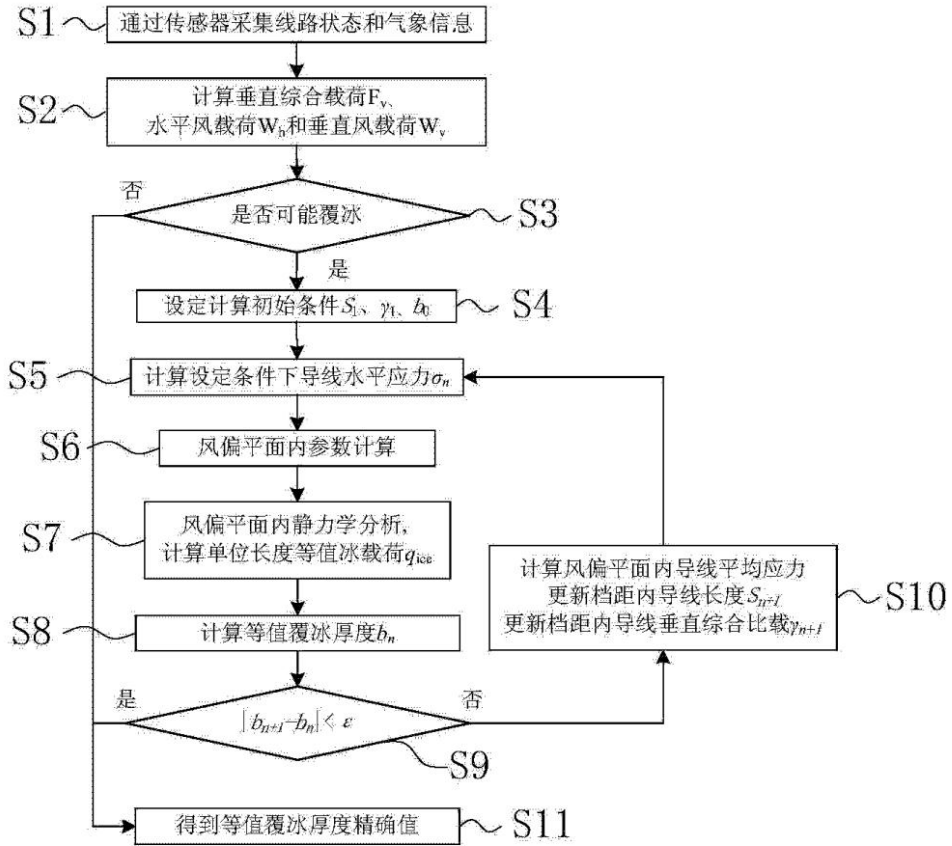 S1
通过传感器采集线路状态和气象信息
S2
计算垂直综合载荷Fv、
水平风载荷Wh和垂直风载荷Wv
否
是否可能覆冰
S3
是
设定计算初始条件S1、γ1、b0
S4
S5
计算设定条件下导线水平应力σn
S6
风偏平面内参数计算
S7
风偏平面内静力学分析,
计算单位长度等值冰载荷qice
计算风偏平面内导线平均应力
更新档距内导线长度Sn+1
更新档距内导线垂直综合比载γn+1
S10
S8
计算等值覆冰厚度bn
是
|bn+1-bn|< ε
否
S9
得到等值覆冰厚度精确值
S11